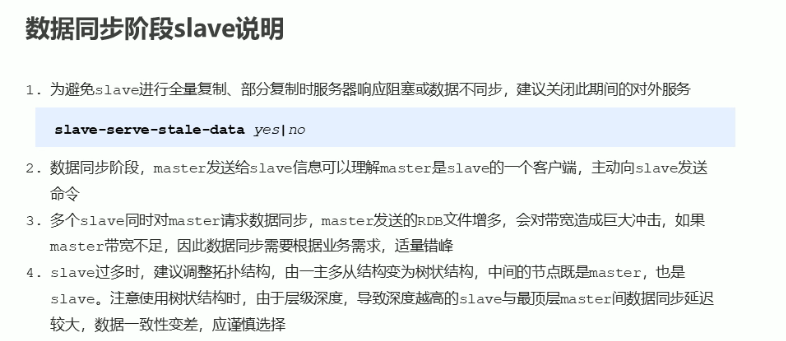 数据同步阶段slave说明
1. 为避免slave进行全量复制、部分复制时服务器响应阻塞或数据不同步，建议关闭此期间的对外服务
slave-serve-stale-data yes|no
2. 数据同步阶段，master发送给slave信息可以理解master是slave的一个客户端，主动向slave发送
命令
3. 多个slave同时对master请求数据同步，master发送的RDB文件增多，会对带宽造成巨大冲击，如果
master带宽不足，因此数据同步需要根据业务需求，适量错峰
4. slave过多时，建议调整拓扑结构，由一主多从结构变为树状结构，中间的节点既是master，也是
slave。注意使用树状结构时，由于层级深度，导致深度越高的slave与最顶层master间数据同步延迟
较大，数据一致性变差，应谨慎选择